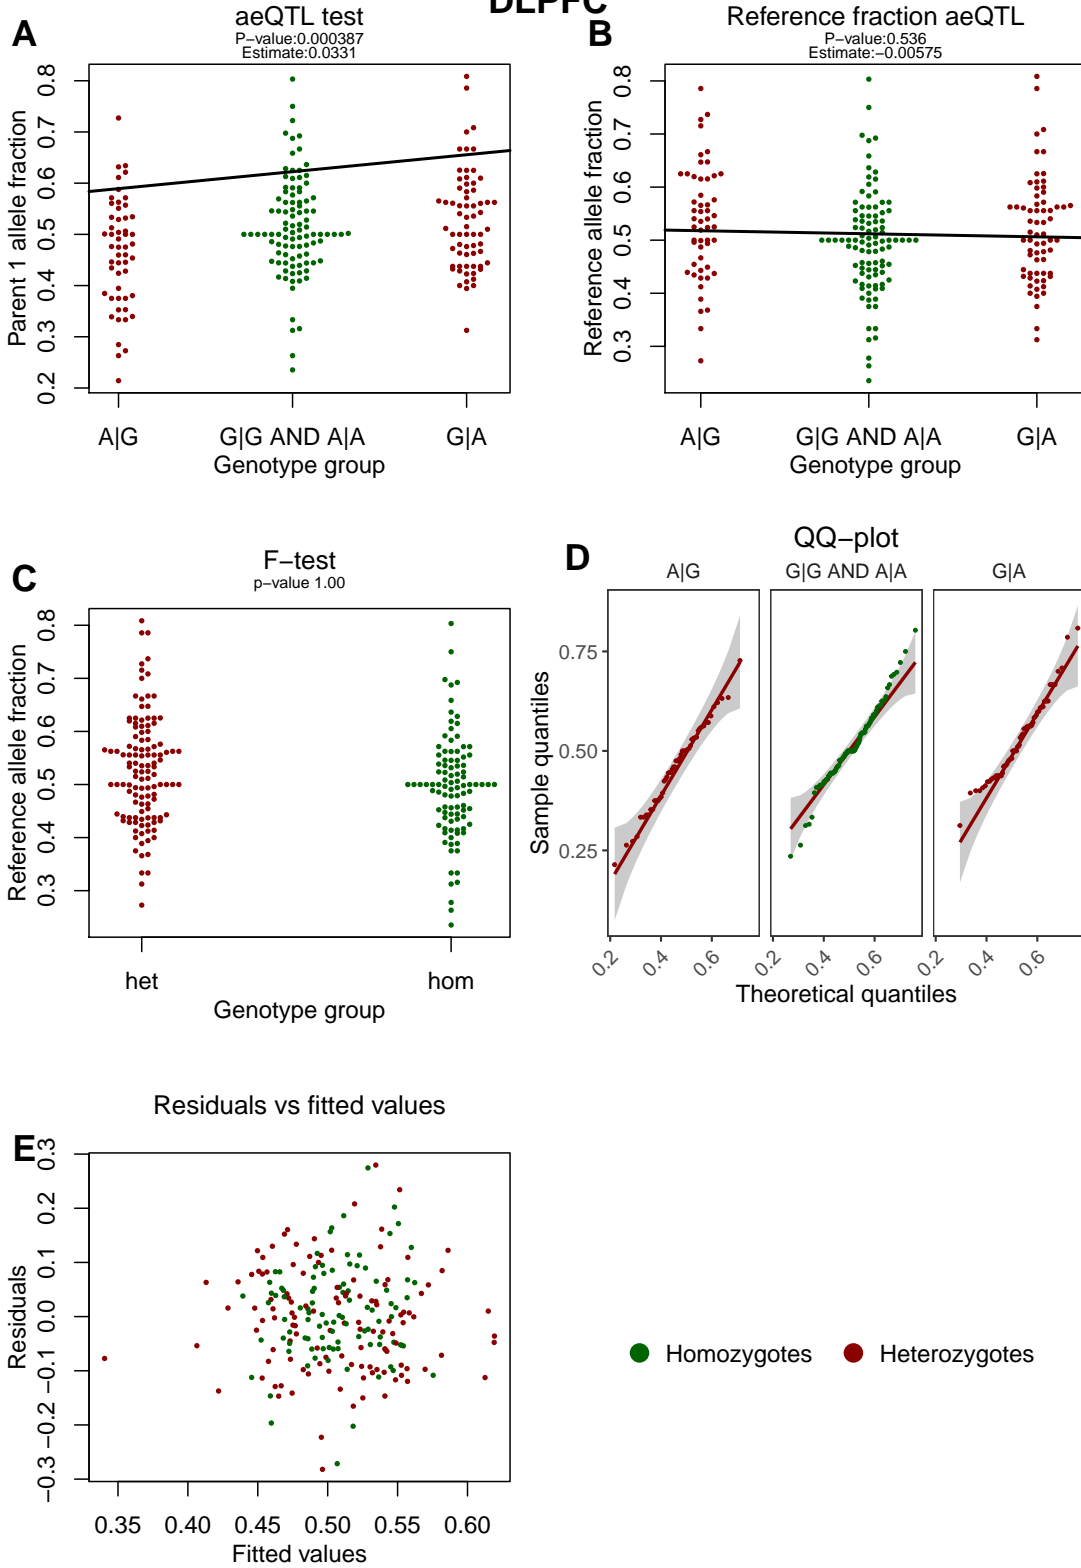 DLPFC
A
aeQTL test
P−value:0.000387
Estimate:0.0331
Parent 1 allele fraction
0.8
0.7
0.6
0.5
0.4
0.3
0.2
A|G
G|G AND A|A
G|A
Genotype group
B
Reference fraction aeQTL
P−value:0.536
Estimate:−0.00575
Reference allele fraction
0.8
0.7
0.6
0.5
0.4
0.3
A|G
G|G AND A|A
G|A
Genotype group
C
F−test
p−value 1.00
Reference allele fraction
0.8
0.7
0.6
0.5
0.4
0.3
het
hom
Genotype group
D
QQ−plot
A|G
G|G AND A|A
G|A
Sample quantiles
0.75
0.50
0.25
0.2
0.4
0.6
0.2
0.4
0.6
0.2
0.4
0.6
Theoretical quantiles
Residuals vs fitted values
E
Residuals
0.3
0.2
0.1
0.0
−0.1
−0.2
−0.3
0.35
0.40
0.45
0.50
0.55
0.60
Fitted values
Homozygotes
Heterozygotes